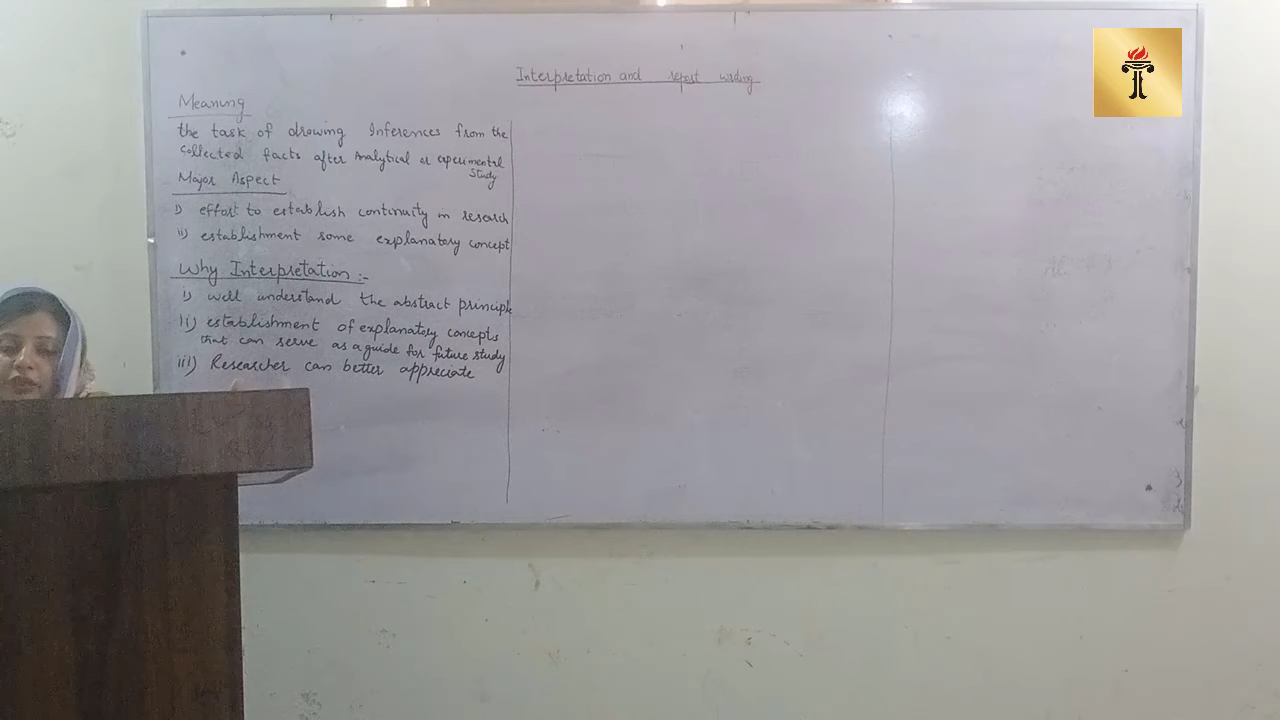 Interpretation and report writing
Meaning
the task of drawing Inferences from the
collected facts after Analytical or experimental
study
Major Aspect
i) effort to establish continuity in research
ii) establishment some explanatory concept
Why Interpretation :-
i) well understand the abstract principle
ii) establishment of explanatory concepts
that can serve as a guide for future study
iii) Researcher can better appreciate